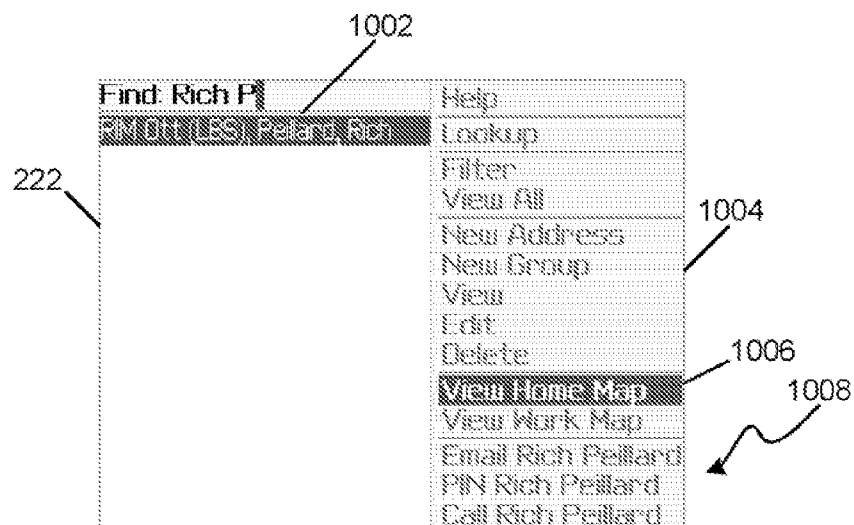 1002
Find: Rich P
RIM Ott (LBS), Peillard, Rich
222
Help
Lookup
Filter
View All
1004
New Address
New Group
View
Edit
Delete
1006
View Home Map
1008
View Work Map
Email Rich Peillard
PIN Rich Peillard
Call Rich Peillard